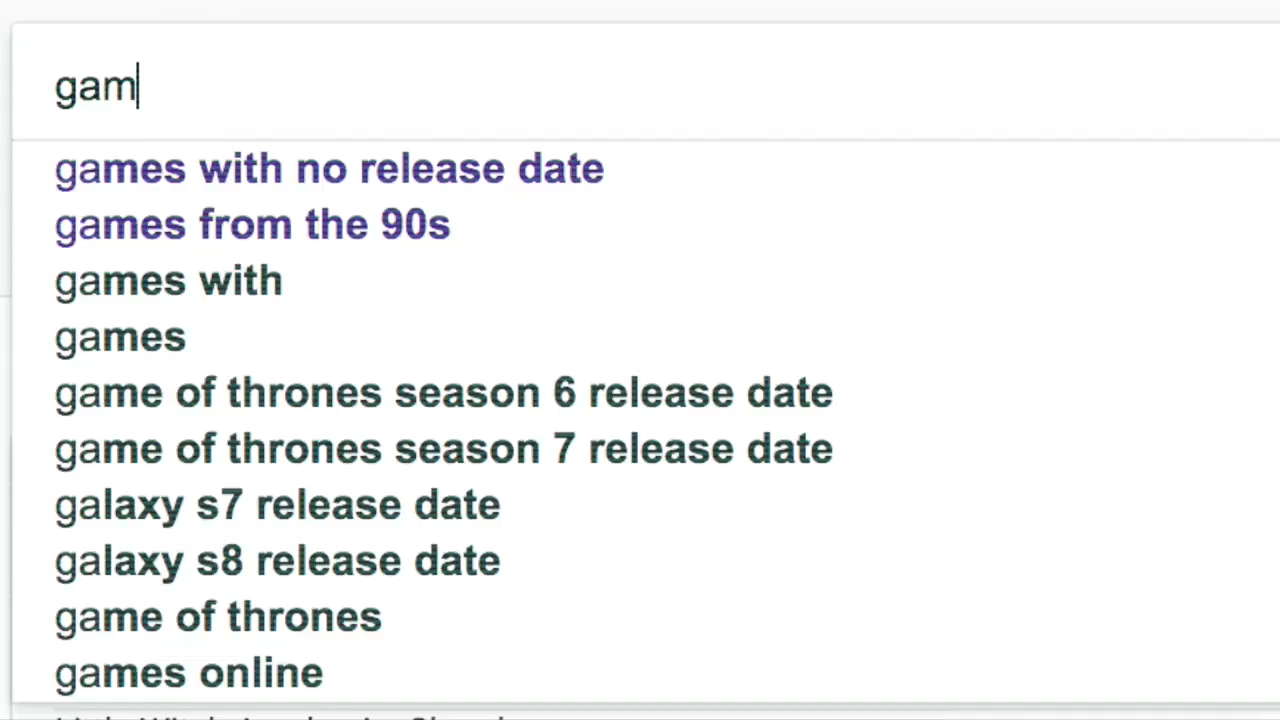 gam
games with no release date
games from the 90s
games with
games
game of thrones season 6 release date
game of thrones season 7 release date
galaxy s7 release date
galaxy s8 release date
game of thrones
games online